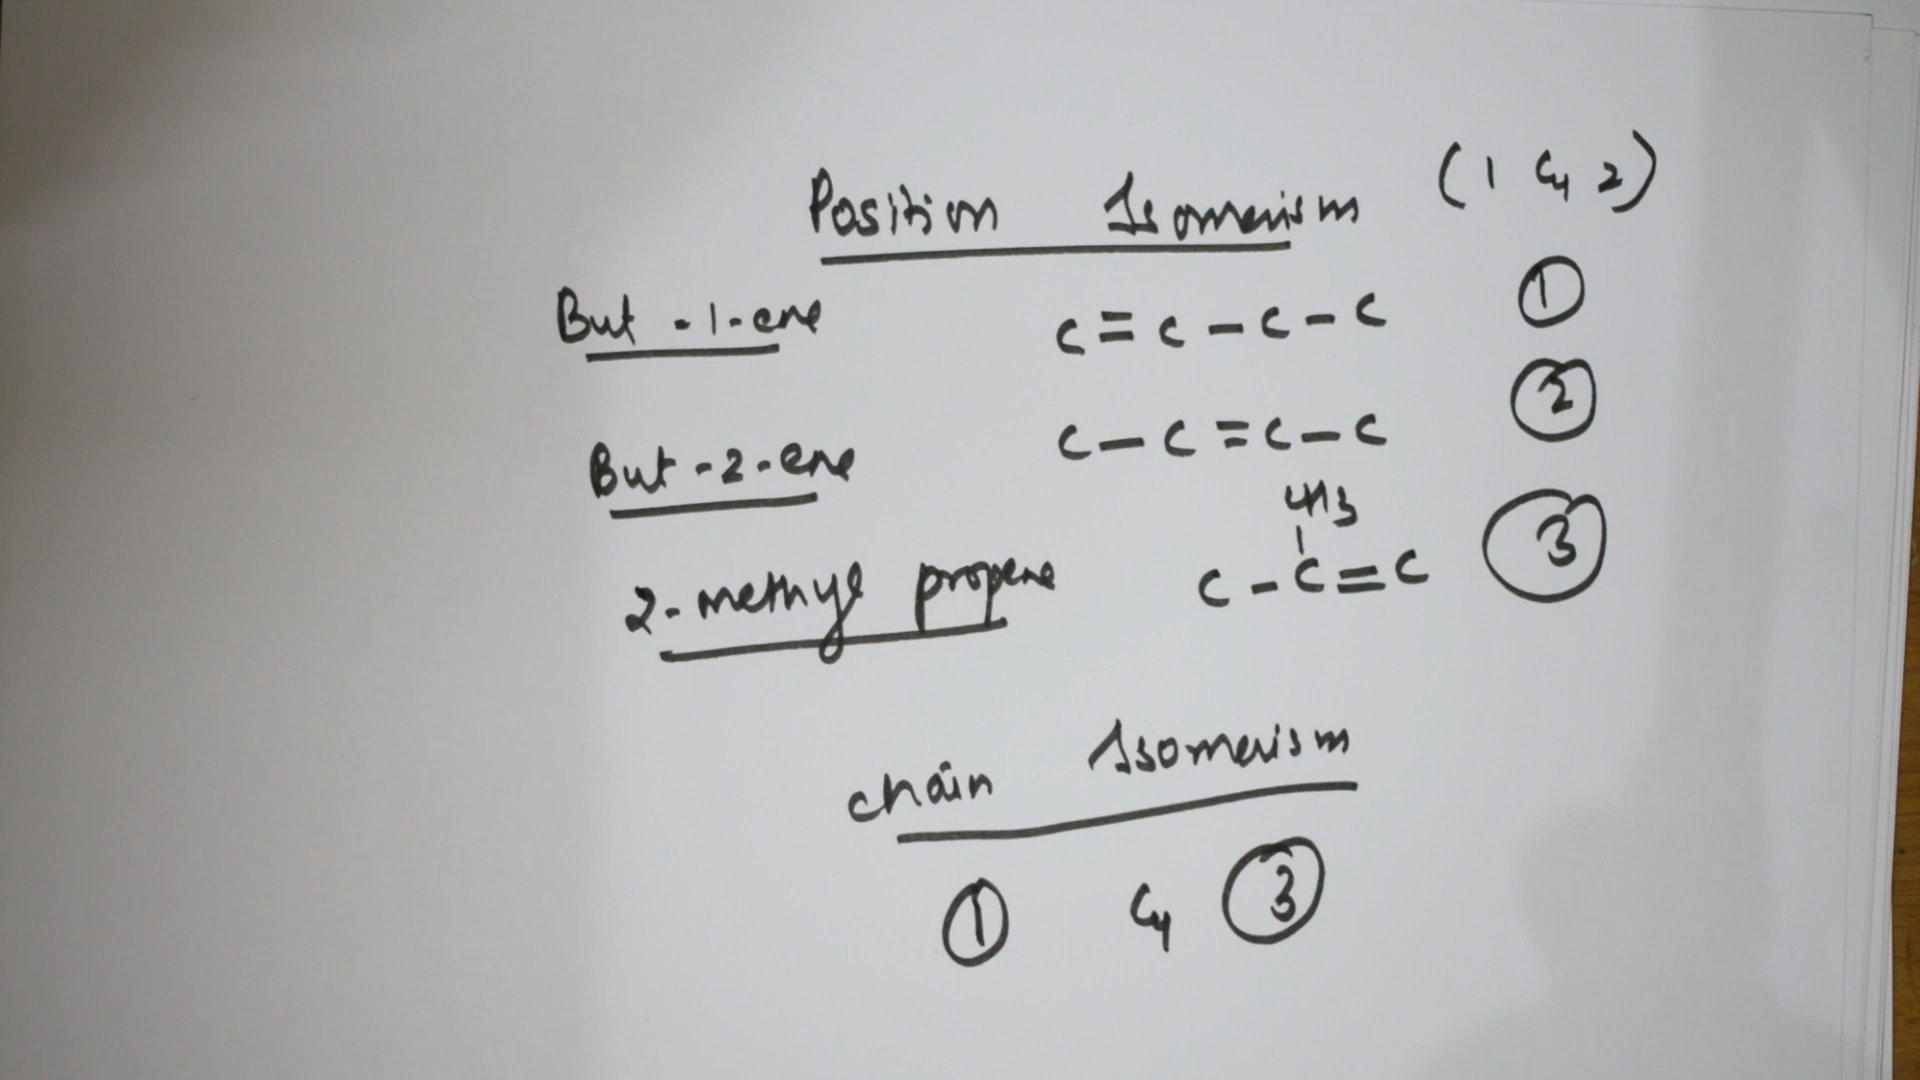 Position Isomerism (1 & 2)
But-1-ene C=C-C-C ①
But-2-ene C-C=C-C ②
CH3
2-methyl propene C-C=C ③
chain Isomerism
① & ③